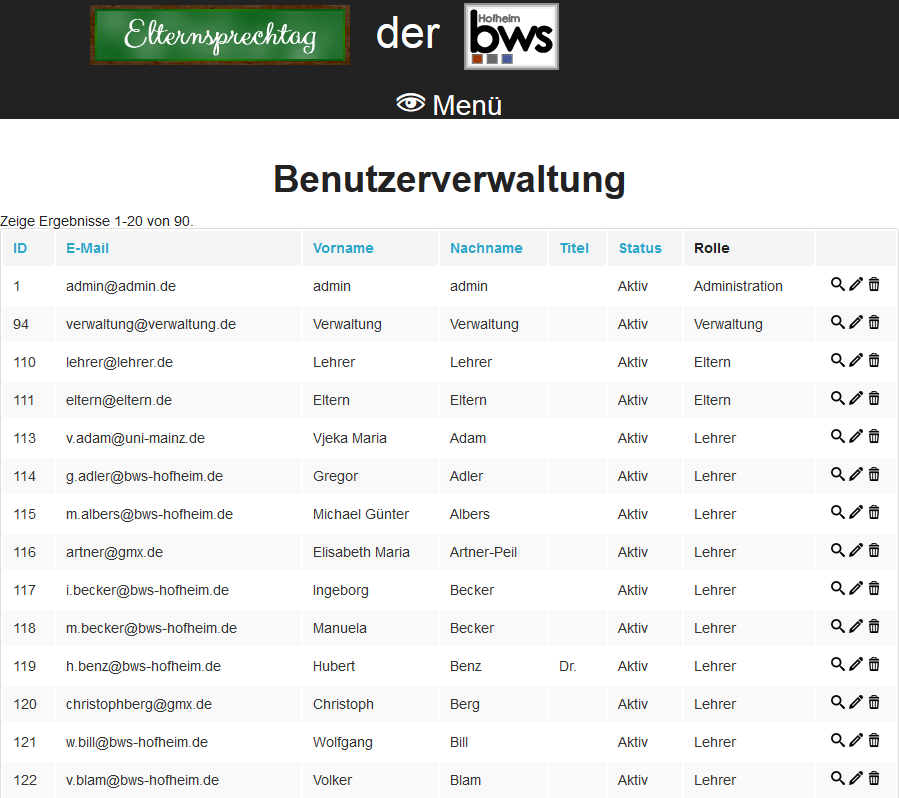 Elternsprechtag der Hofheim bws
Menü
Benutzerverwaltung
Zeige Ergebnisse 1-20 von 90.
ID E-Mail Vorname Nachname Titel Status Rolle
1 admin@admin.de admin admin Aktiv Administration
94 verwaltung@verwaltung.de Verwaltung Verwaltung Aktiv Verwaltung
110 lehrer@lehrer.de Lehrer Lehrer Aktiv Eltern
111 eltern@eltern.de Eltern Eltern Aktiv Eltern
113 v.adam@uni-mainz.de Vjeka Maria Adam Aktiv Lehrer
114 g.adler@bws-hofheim.de Gregor Adler Aktiv Lehrer
115 m.albers@bws-hofheim.de Michael Günter Albers Aktiv Lehrer
116 artner@gmx.de Elisabeth Maria Artner-Peil Aktiv Lehrer
117 i.becker@bws-hofheim.de Ingeborg Becker Aktiv Lehrer
118 m.becker@bws-hofheim.de Manuela Becker Aktiv Lehrer
119 h.benz@bws-hofheim.de Hubert Benz Dr. Aktiv Lehrer
120 christophberg@gmx.de Christoph Berg Aktiv Lehrer
121 w.bill@bws-hofheim.de Wolfgang Bill Aktiv Lehrer
122 v.blam@bws-hofheim.de Volker Blam Aktiv Lehrer